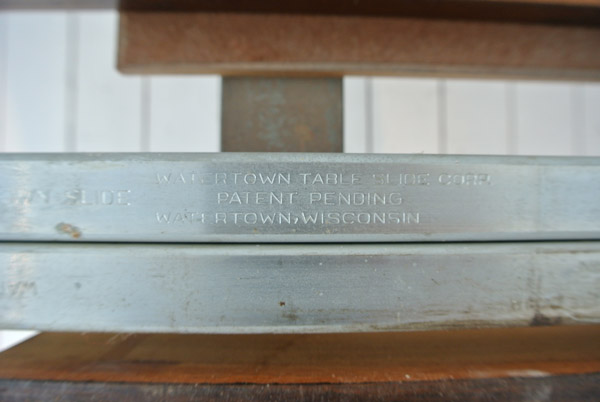 WATERTOWN TABLE SLIDE CORP.
SLIDE
PATENT PENDING
WATERTOWN, WISCONSIN